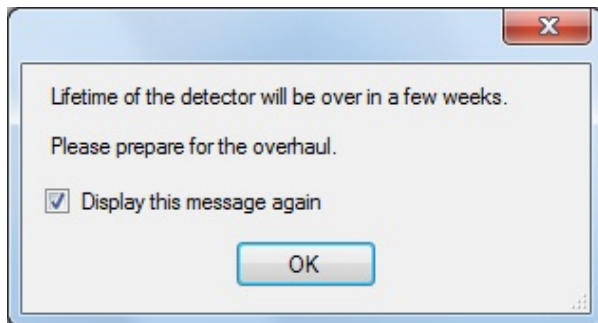 Lifetime of the detector will be over in a few weeks.
Please prepare for the overhaul.
Display this message again
OK